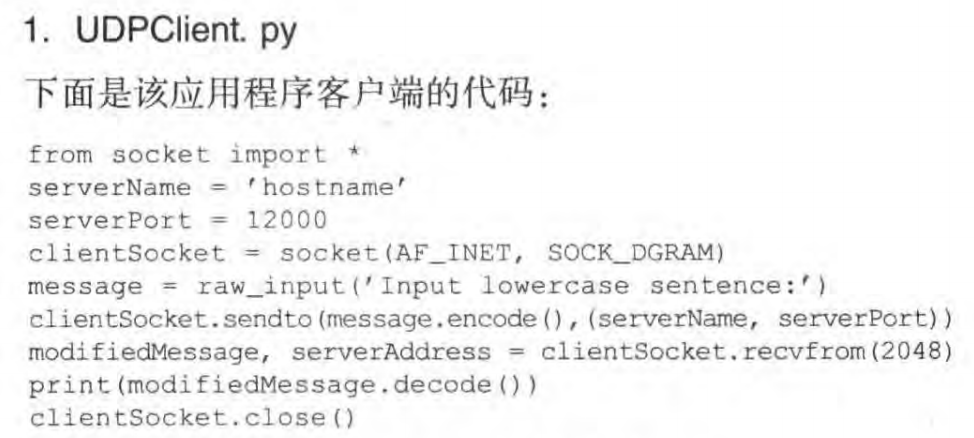 1. UDPClient. py
下面是该应用程序客户端的代码：
from socket import *
serverName = 'hostname'
serverPort = 12000
clientSocket = socket(AF_INET, SOCK_DGRAM)
message = raw_input('Input lowercase sentence:')
clientSocket.sendto(message.encode(),(serverName, serverPort))
modifiedMessage, serverAddress = clientSocket.recvfrom(2048)
print(modifiedMessage.decode())
clientSocket.close()